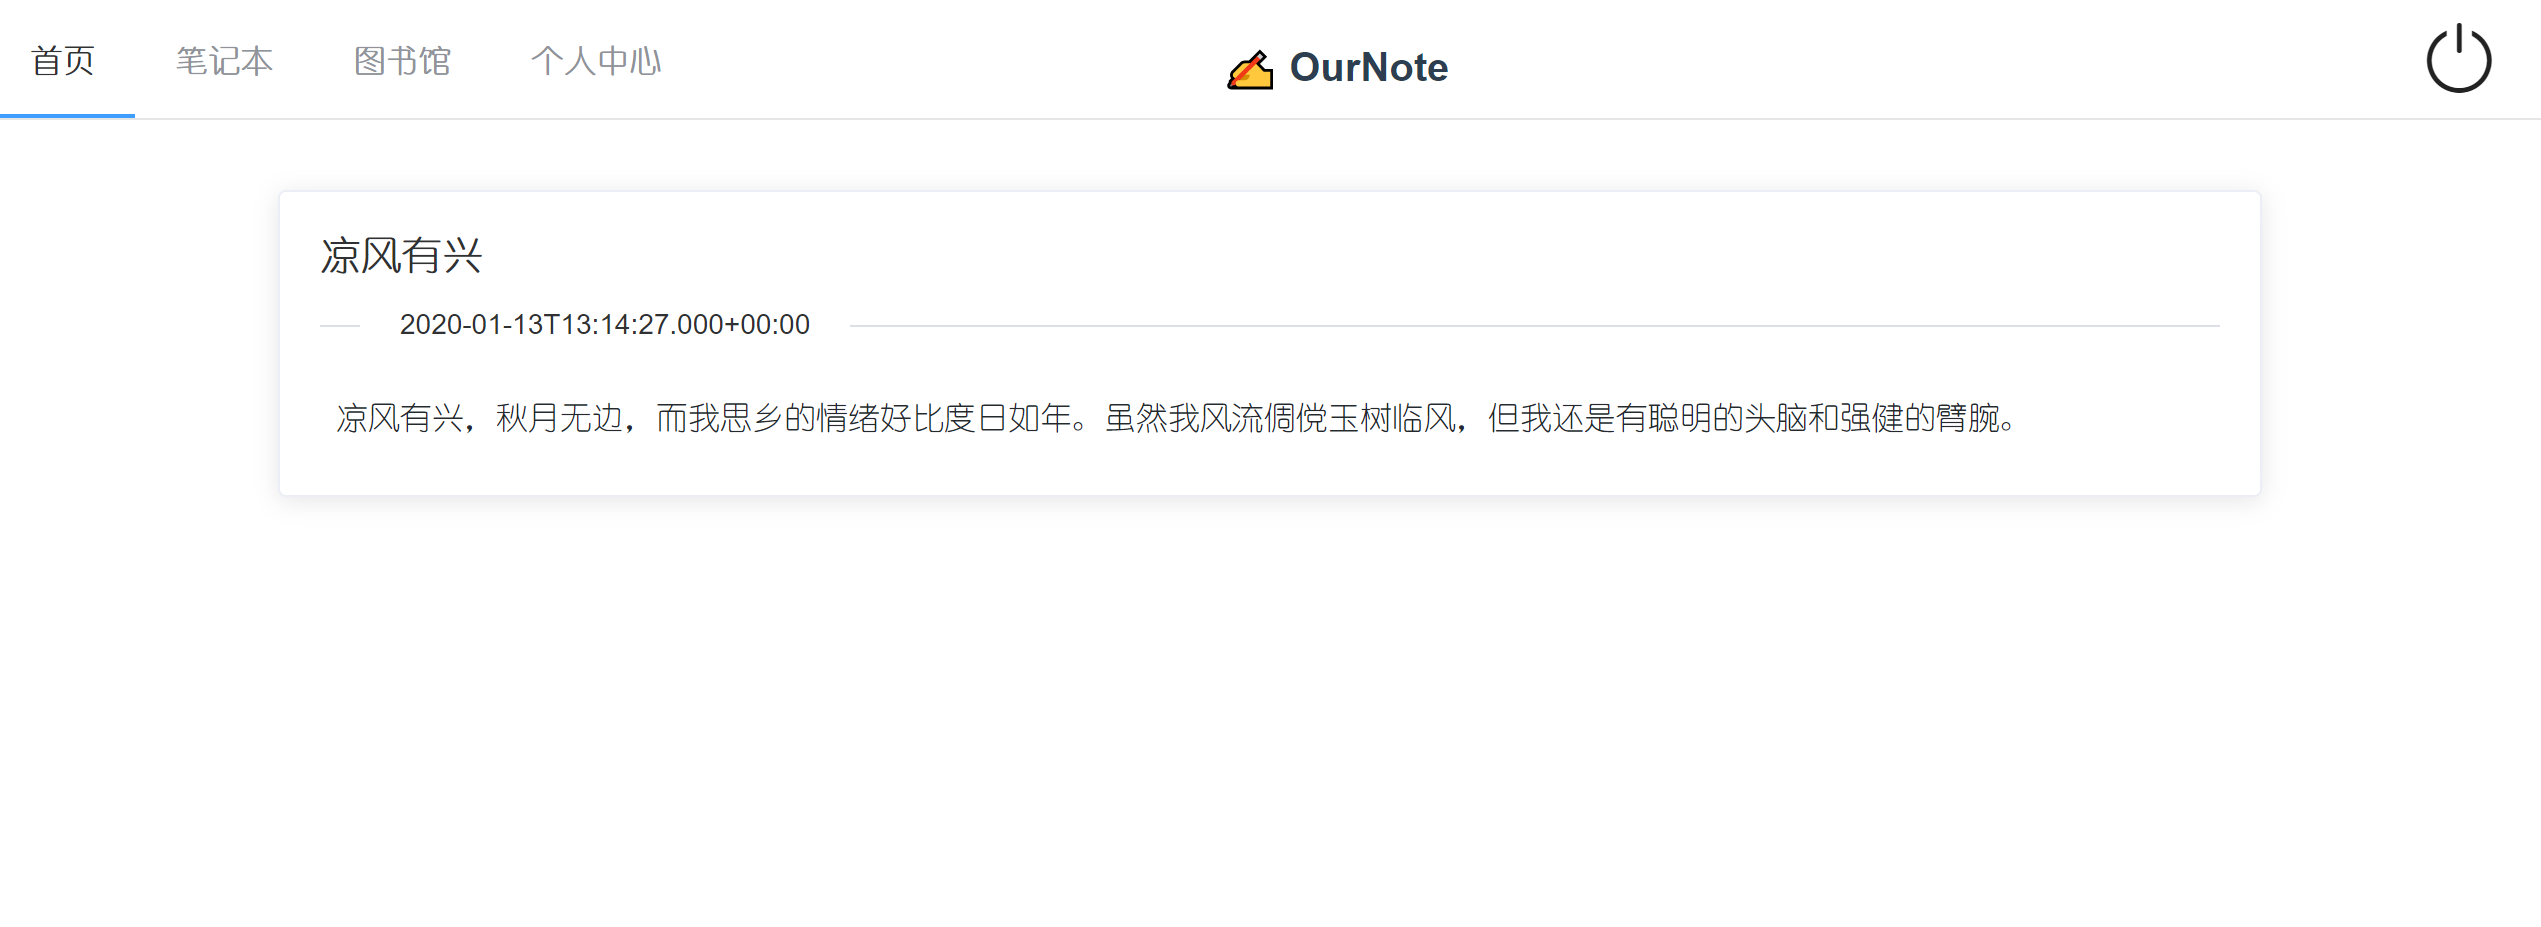 首页 笔记本 图书馆 个人中心 OurNote
凉风有兴
2020-01-13T13:14:27.000+00:00
凉风有兴，秋月无边，而我思乡的情绪好比度日如年。虽然我风流倜傥玉树临风，但我还是有聪明的头脑和强健的臂腕。